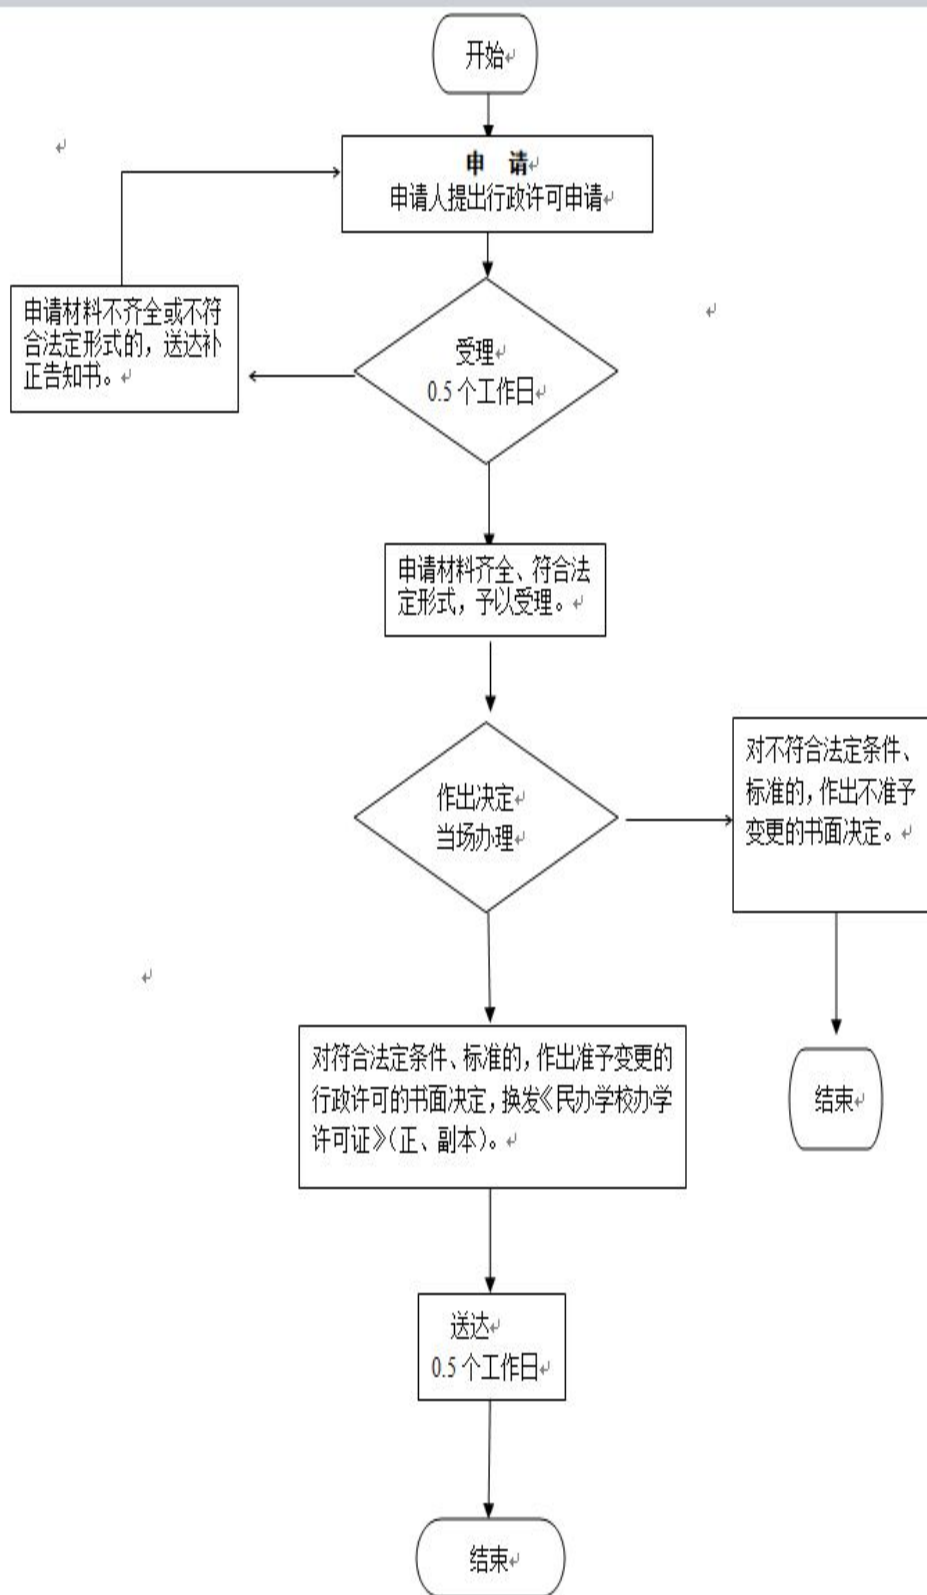 开始
申 请
申请人提出行政许可申请
申请材料不齐全或不符
合法定形式的，送达补
正告知书。
受理
0.5 个工作日
申请材料齐全、符合法
定形式，予以受理。
作出决定
当场办理
对不符合法定条件、
标准的，作出不准予
变更的书面决定。
对符合法定条件、标准的，作出准予变更的
行政许可的书面决定，换发《民办学校办学
许可证》（正、副本）。
结束
送达
0.5 个工作日
结束